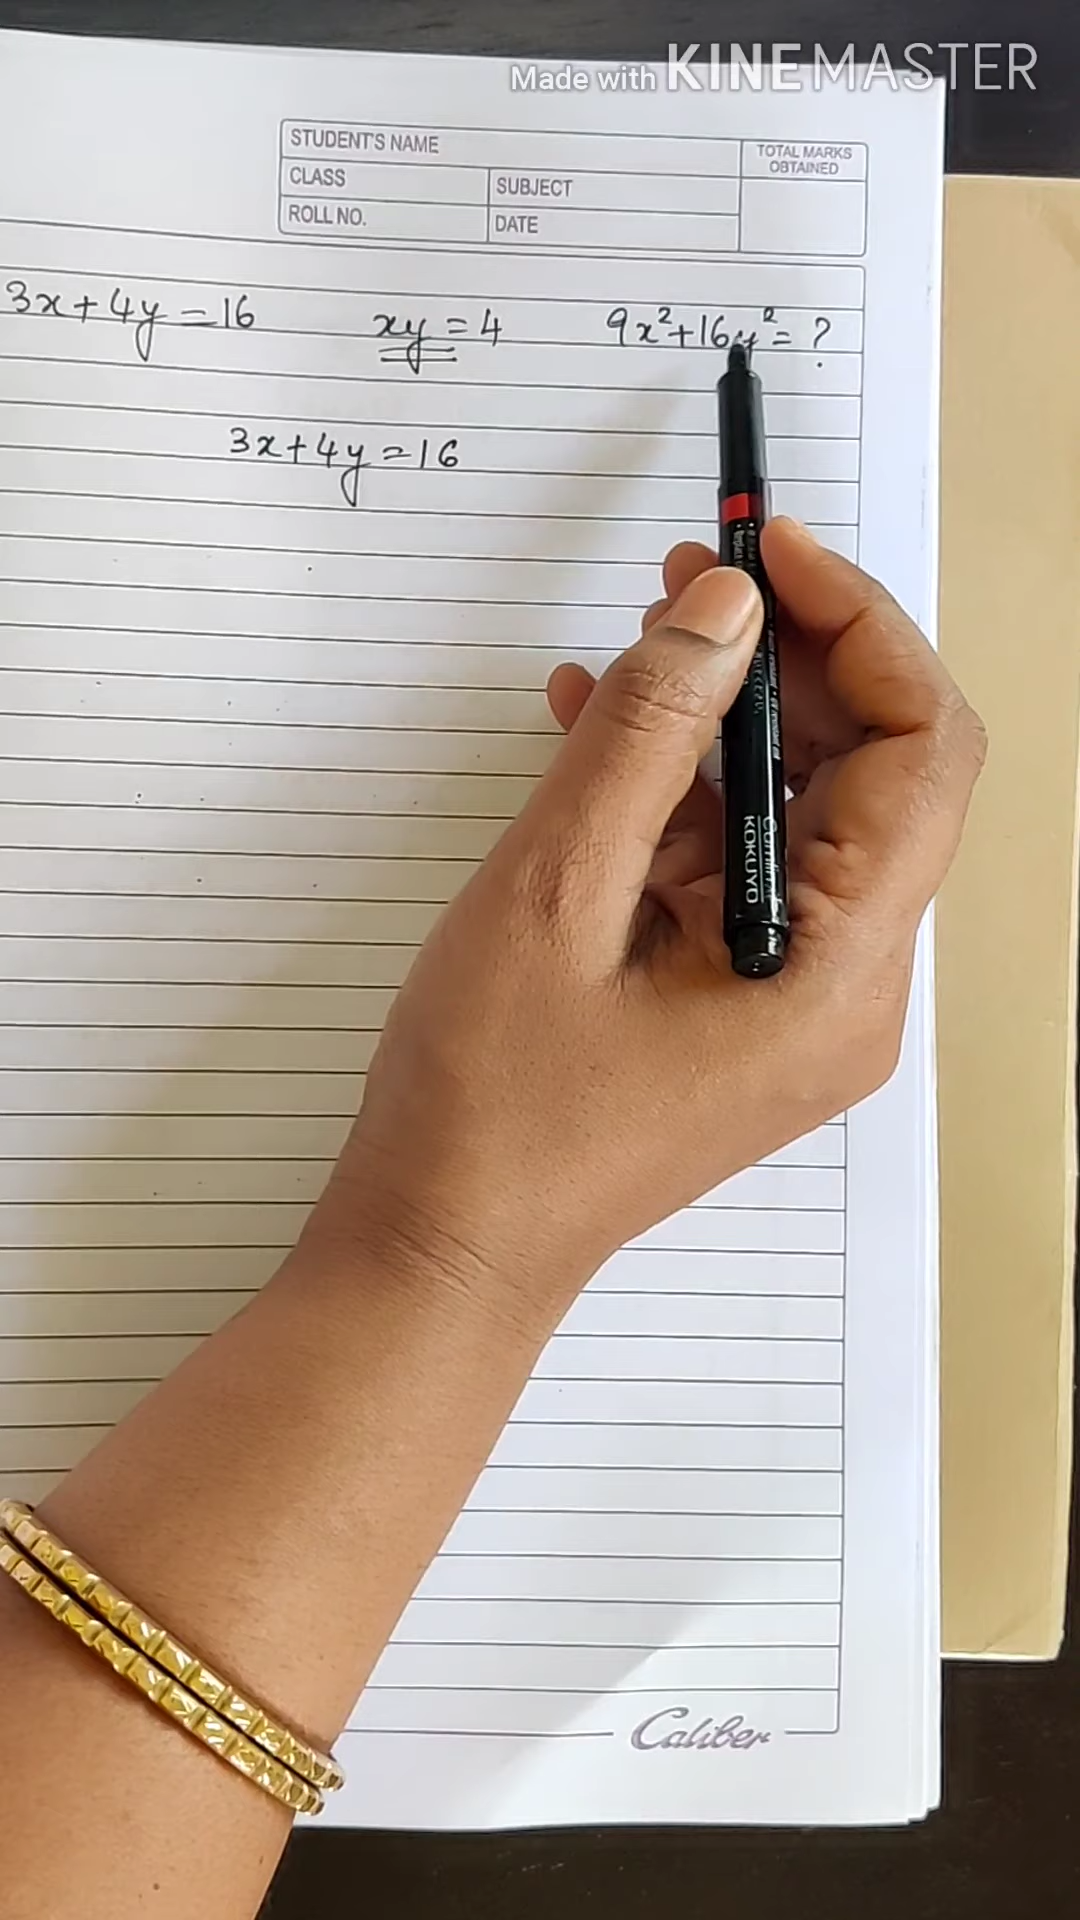 Made with KINEMASTER
STUDENT'S NAME
TOTAL MARKS OBTAINED
CLASS
SUBJECT
ROLL NO.
DATE
3x+4y=16 xy=4 9x²+16y²=?
3x+4y=16
KOKUYO
Caliber